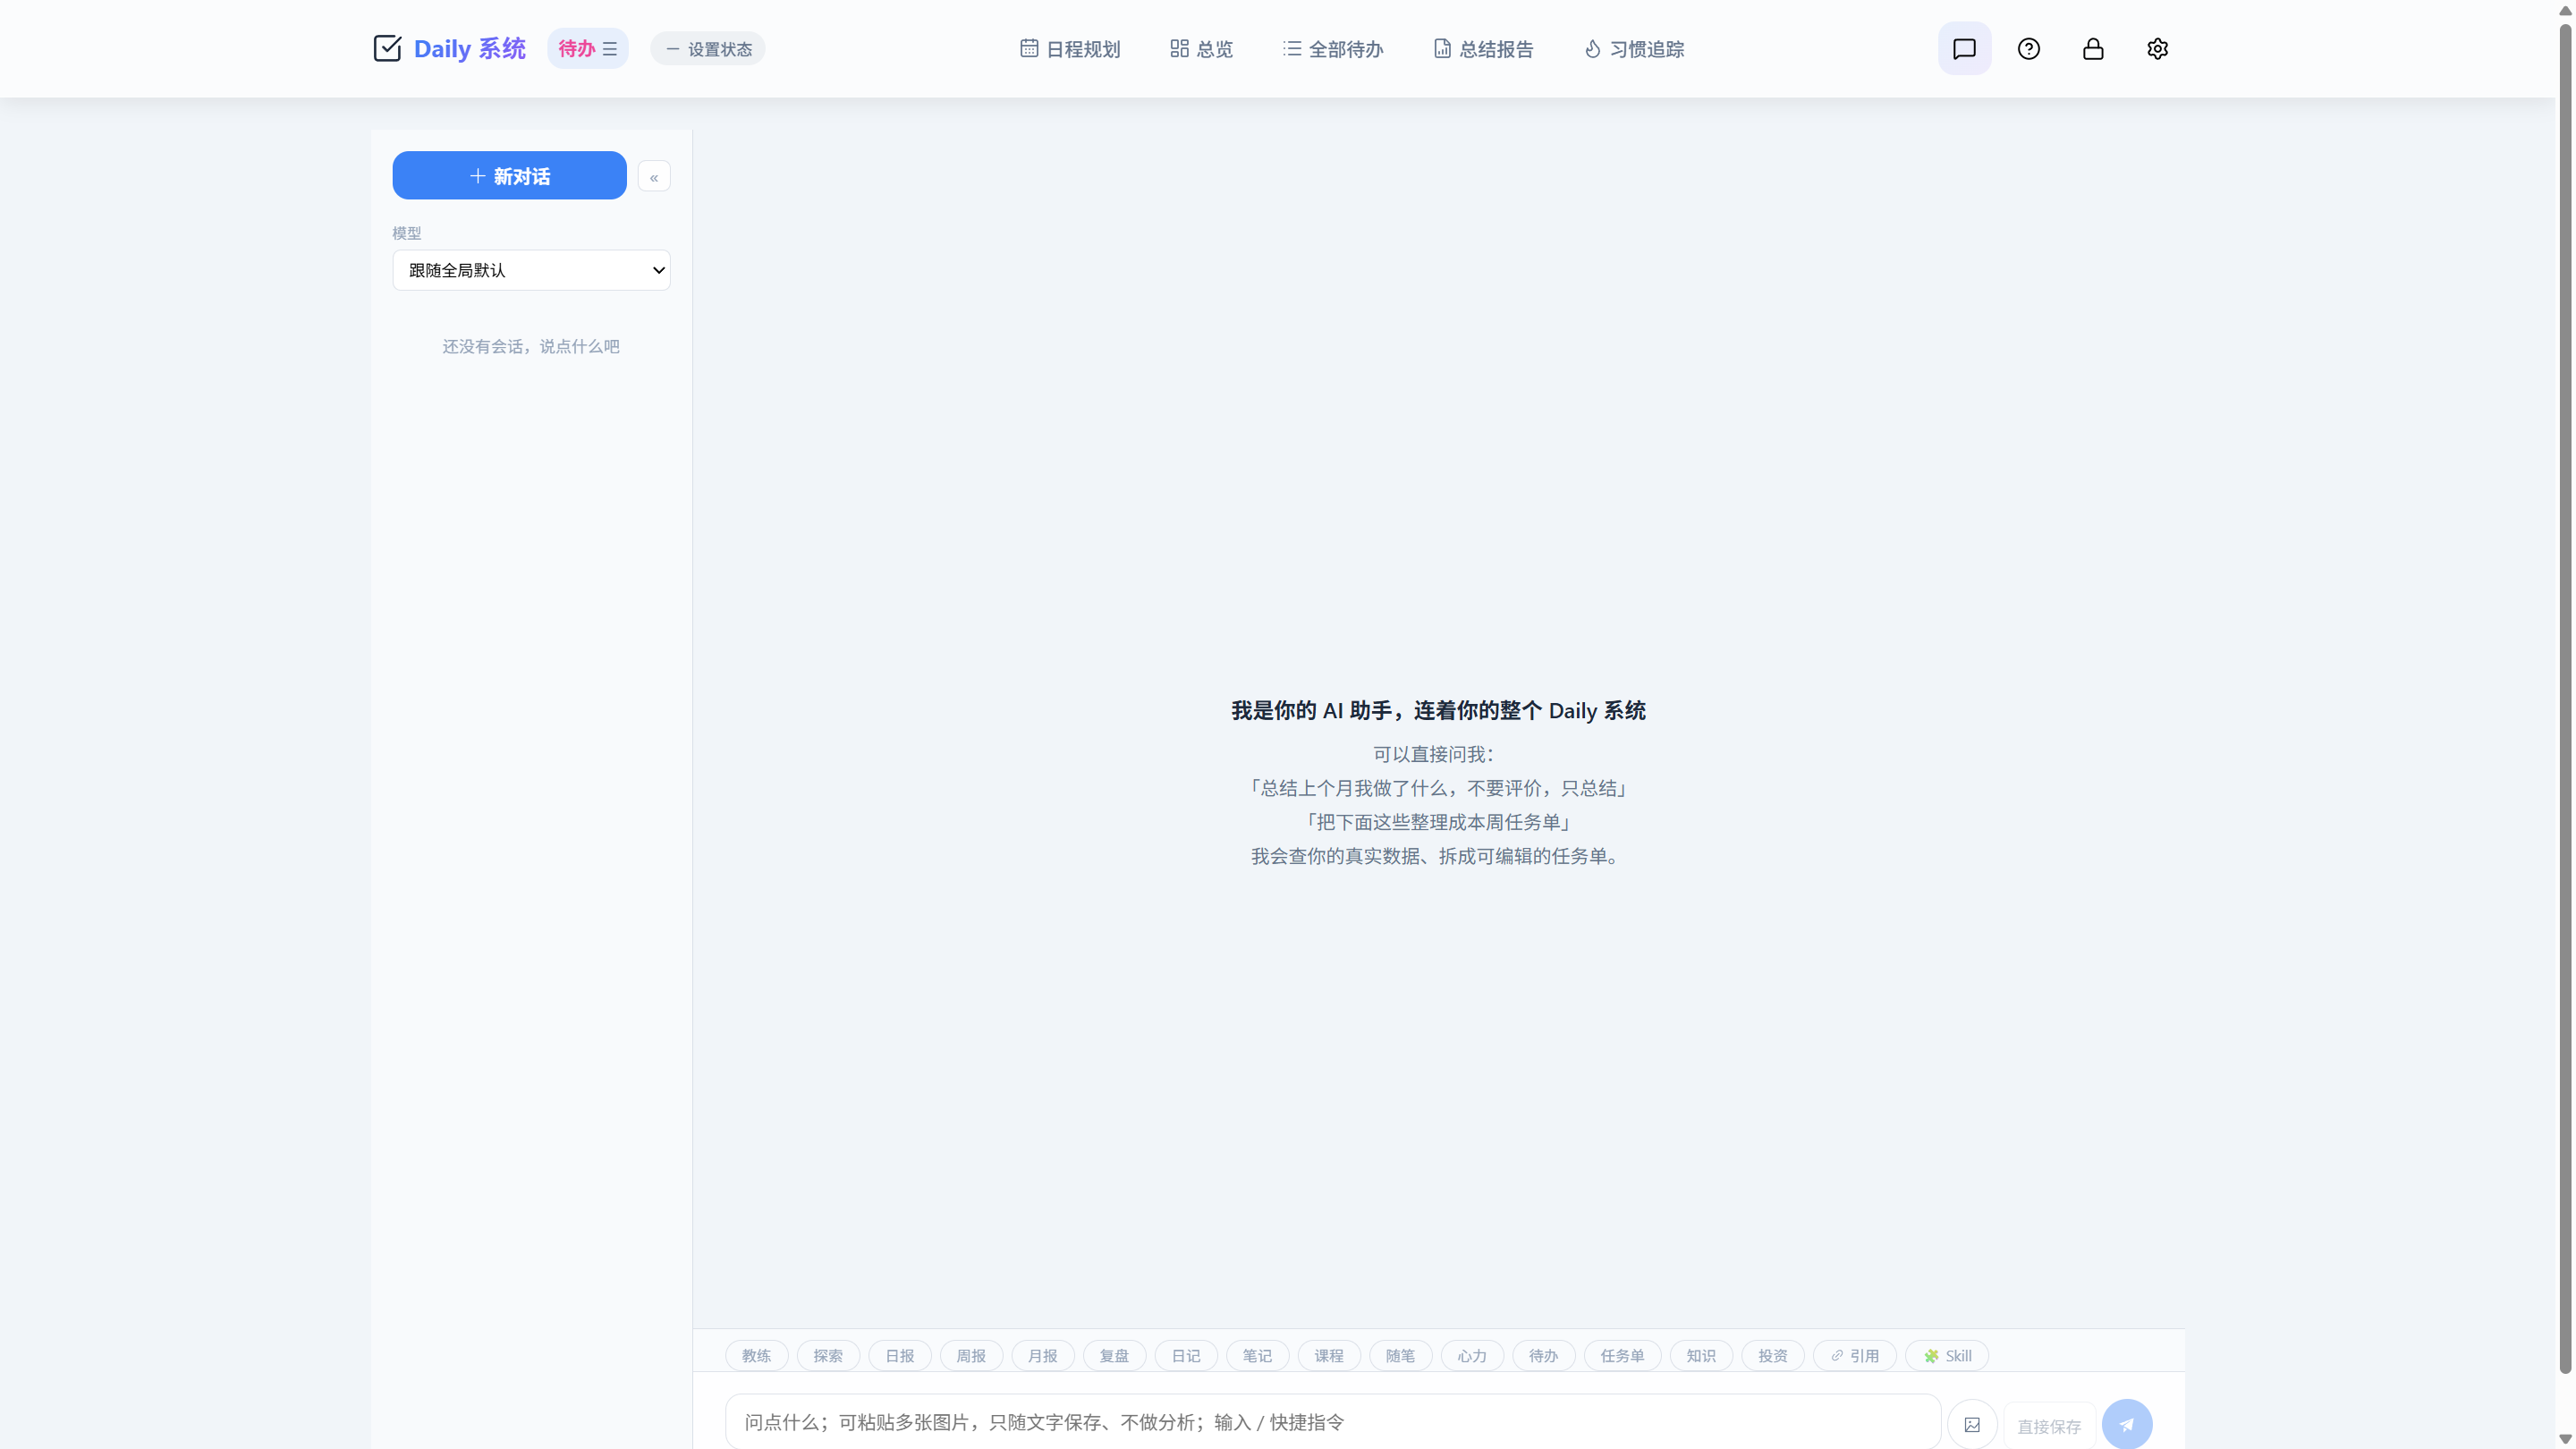 Daily 系统
待办
设置状态
日程规划
总览
全部待办
总结报告
习惯追踪
新对话
«
模型
跟随全局默认
还没有会话，说点什么吧
我是你的 AI 助手，连着你的整个 Daily 系统
可以直接问我：
「总结上个月我做了什么，不要评价，只总结」
「把下面这些整理成本周任务单」
我会查你的真实数据、拆成可编辑的任务单。
教练
探索
日报
周报
月报
复盘
日记
笔记
课程
随笔
心力
待办
任务单
知识
投资
引用
Skill
问点什么；可粘贴多张图片，只随文字保存、不做分析；输入 / 快捷指令
直接保存